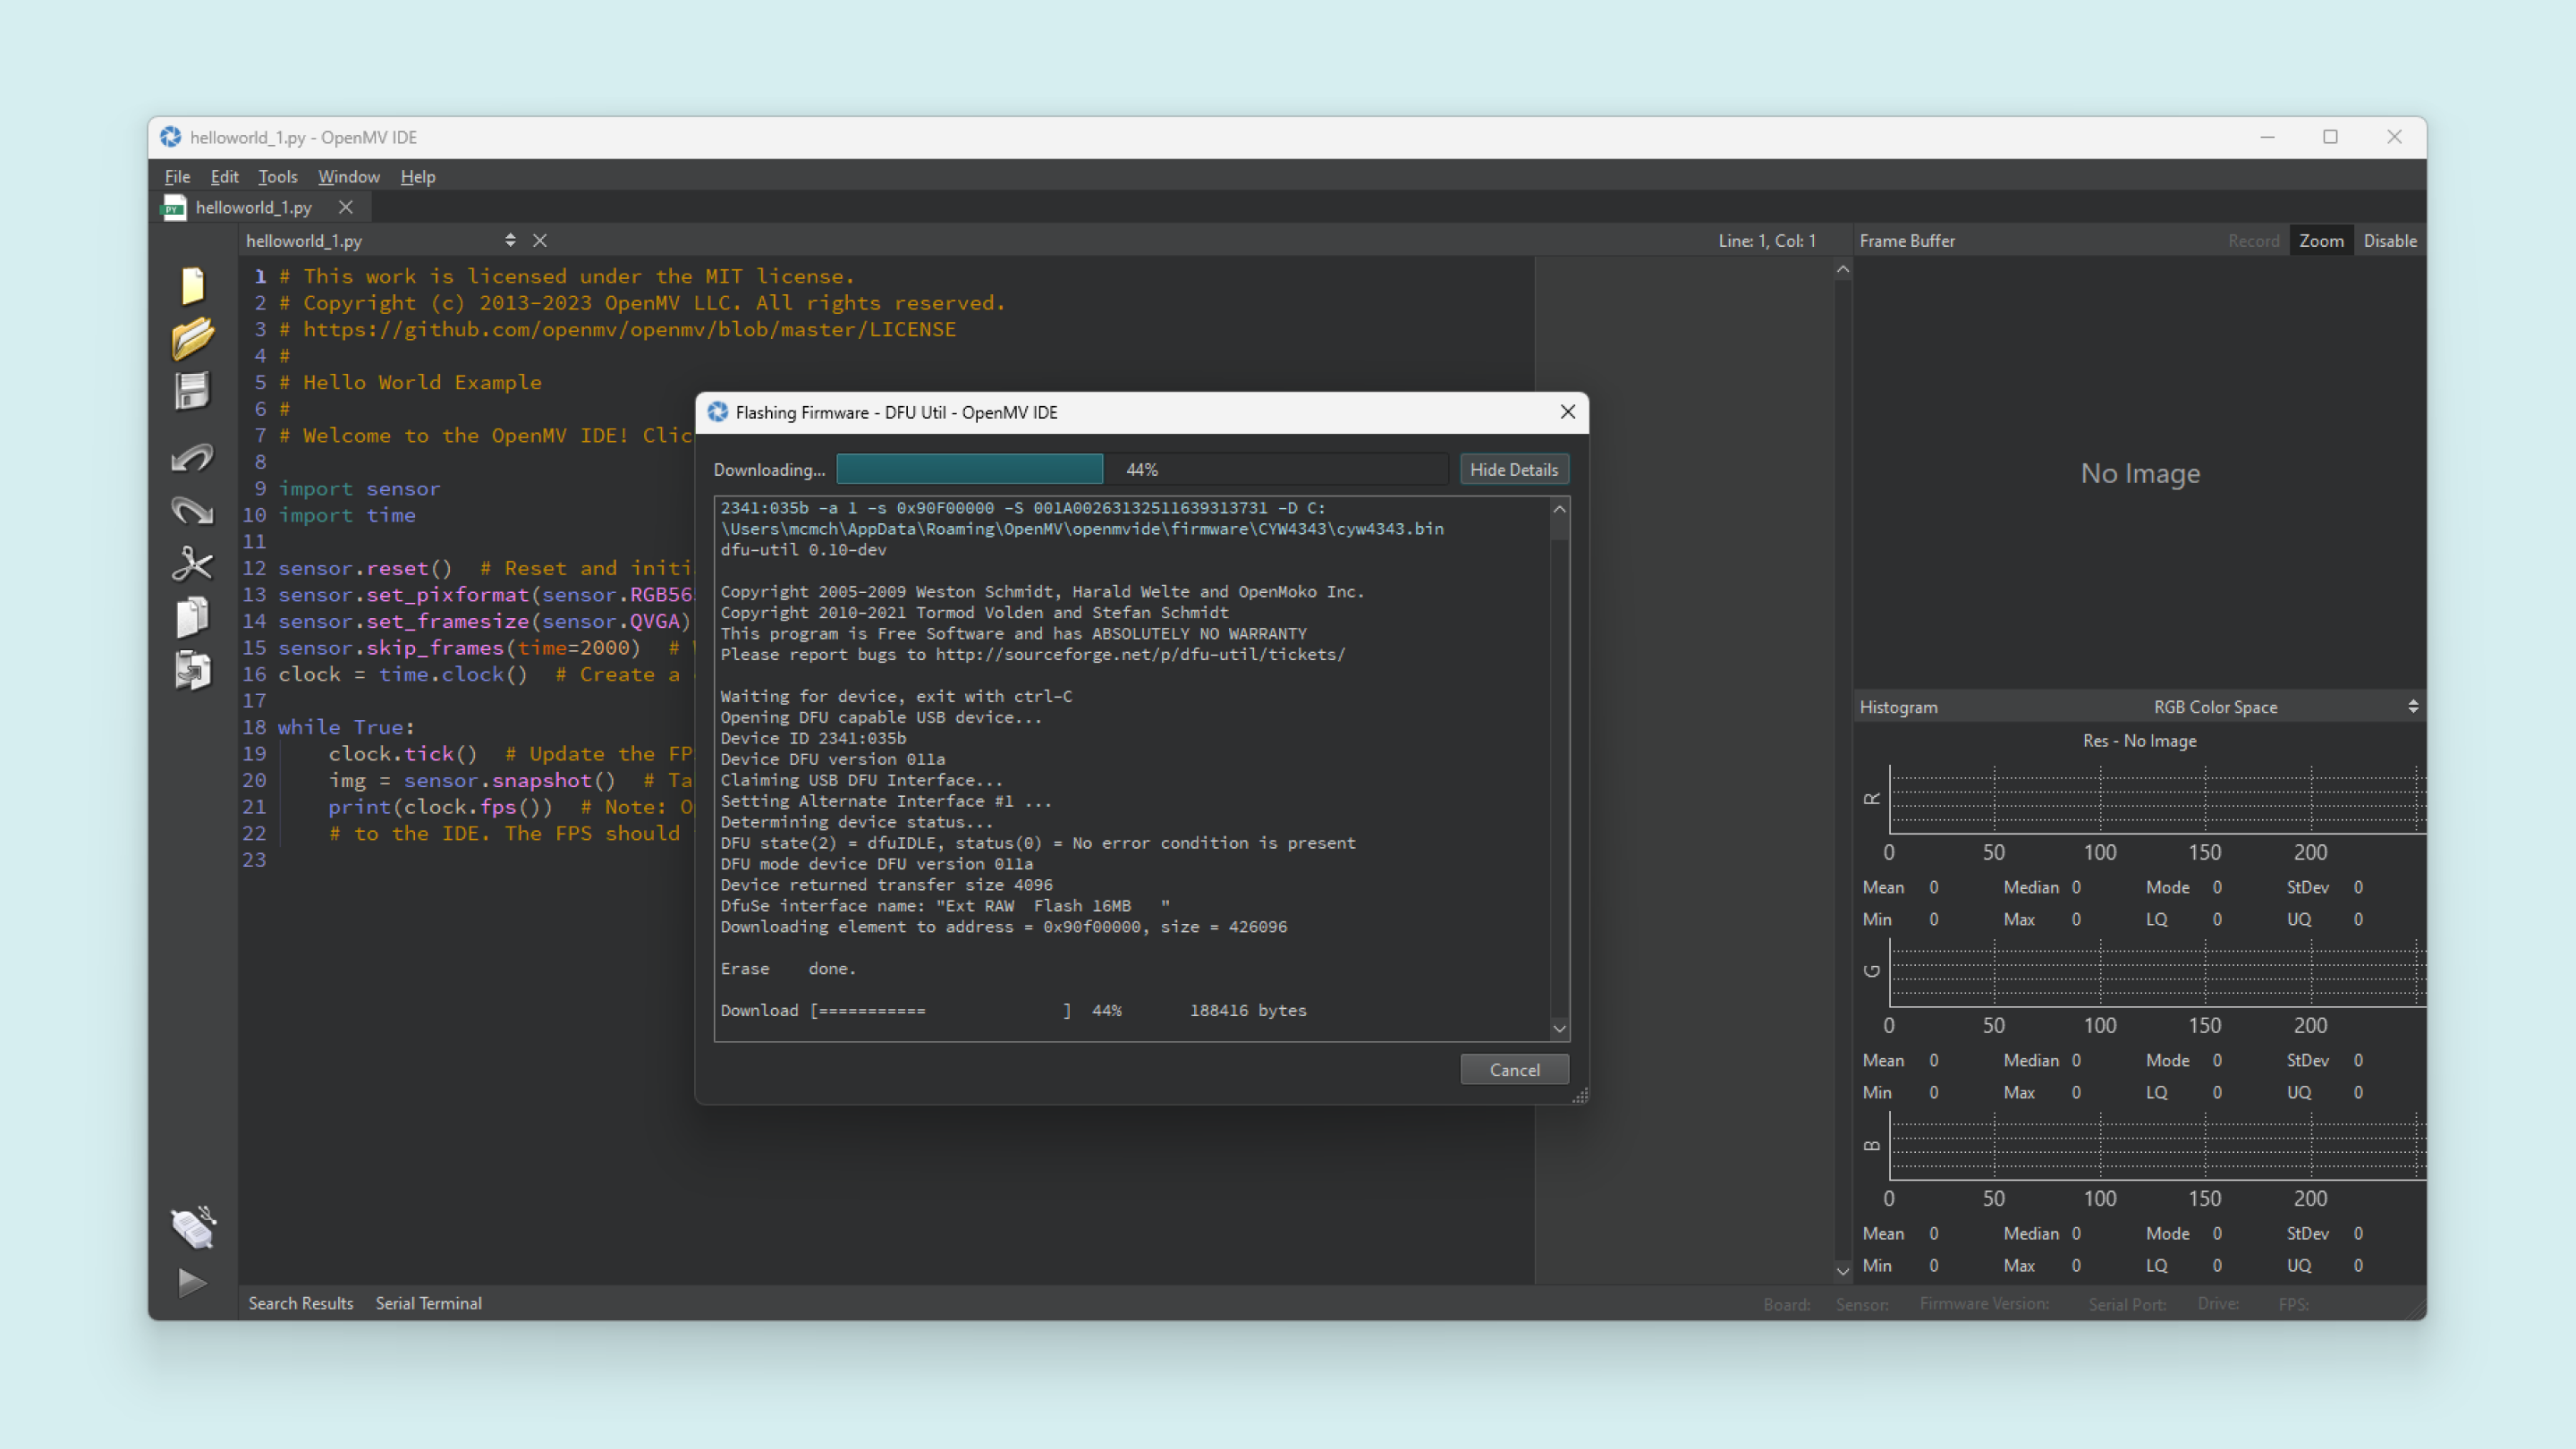 helloworld_1.py - OpenMV IDE
File Edit Tools Window Help
PY helloworld_1.py
helloworld_1.py Line: 1, Col: 1 Frame Buffer Record Zoom Disable
1 # This work is licensed under the MIT license.
2 # Copyright (c) 2013-2023 OpenMV LLC. All rights reserved.
3 # https://github.com/openmv/openmv/blob/master/LICENSE
4 #
5 # Hello World Example
6 #
7 # Welcome to the OpenMV IDE! Clic
8
9 import sensor
10 import time
11
12 sensor.reset()  # Reset and initi
13 sensor.set_pixformat(sensor.RGB56
14 sensor.set_framesize(sensor.QVGA)
15 sensor.skip_frames(time=2000)  #
16 clock = time.clock()  # Create a
17
18 while True:
19     clock.tick()  # Update the FP
20     img = sensor.snapshot()  # Ta
21     print(clock.fps())  # Note: O
22     # to the IDE. The FPS should
23
Flashing Firmware - DFU Util - OpenMV IDE
Downloading... 44% Hide Details
2341:035b -a 1 -s 0x90F00000 -S 001A00263132511639313731 -D C:
\Users\mcmch\AppData\Roaming\OpenMV\openmvide\firmware\CYW4343\cyw4343.bin
dfu-util 0.10-dev
Copyright 2005-2009 Weston Schmidt, Harald Welte and OpenMoko Inc.
Copyright 2010-2021 Tormod Volden and Stefan Schmidt
This program is Free Software and has ABSOLUTELY NO WARRANTY
Please report bugs to http://sourceforge.net/p/dfu-util/tickets/
Waiting for device, exit with ctrl-C
Opening DFU capable USB device...
Device ID 2341:035b
Device DFU version 011a
Claiming USB DFU Interface...
Setting Alternate Interface #1 ...
Determining device status...
DFU state(2) = dfuIDLE, status(0) = No error condition is present
DFU mode device DFU version 011a
Device returned transfer size 4096
DfuSe interface name: "Ext RAW  Flash 16MB   "
Downloading element to address = 0x90f00000, size = 426096
Erase    done.
Download [===========              ]  44%       188416 bytes
Cancel
No Image
Histogram RGB Color Space
Res - No Image
R
0 50 100 150 200
Mean 0 Median 0 Mode 0 StDev 0
Min 0 Max 0 LQ 0 UQ 0
G
0 50 100 150 200
Mean 0 Median 0 Mode 0 StDev 0
Min 0 Max 0 LQ 0 UQ 0
B
0 50 100 150 200
Mean 0 Median 0 Mode 0 StDev 0
Min 0 Max 0 LQ 0 UQ 0
Search Results Serial Terminal Board: Sensor: Firmware Version: Serial Port: Drive: FPS: